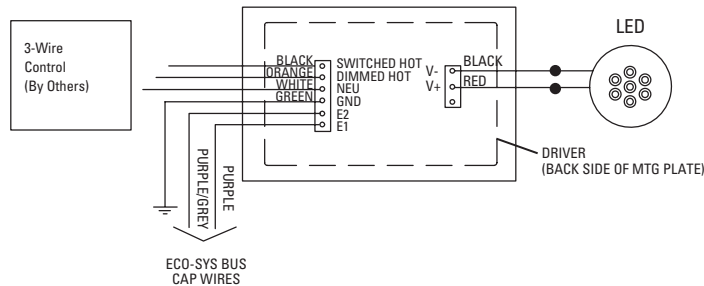 LED
3-Wire
Control
(By Others)
BLACK SWITCHED HOT
ORANGE DIMMED HOT
WHITE NEU
GREEN GND
E2
E1
V- BLACK
V+ RED
PURPLE/GREY
PURPLE
DRIVER
(BACK SIDE OF MTG PLATE)
ECO-SYS BUS
CAP WIRES